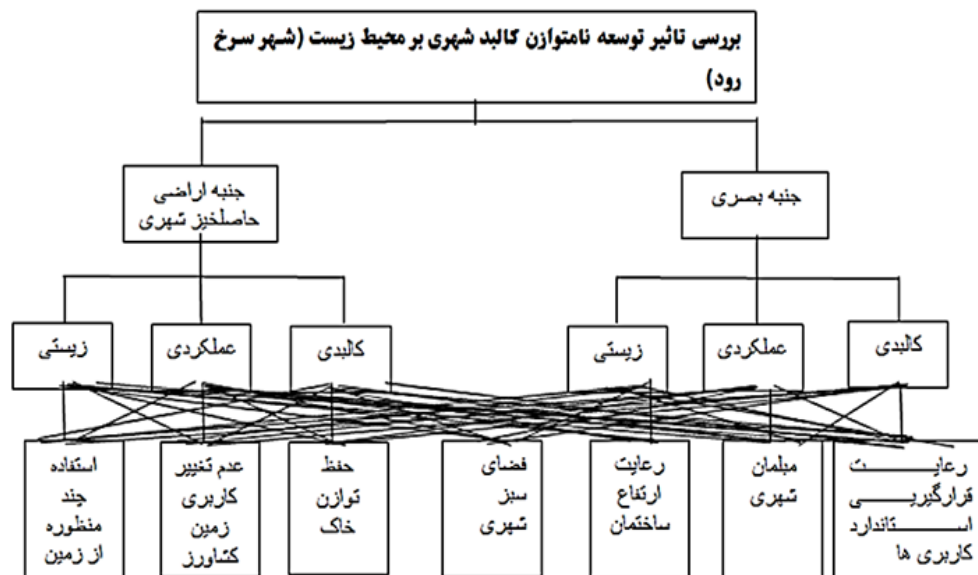 بررسی تاثیر توسعه نامتوازن کالبد شهری بر محیط زیست (شهر سرخ
رود)
جنبه بصری
جنبه اراضی
حاصلخیز شهری
کالبدی
عملکردی
زیستی
کالبدی
عملکردی
زیستی
رعایت
قرارگیریی
استاندارد
کاربری ها
مبلمان
شهری
رعایت
ارتفاع
ساختمان
فضای
سبز
شهری
حفظ
توازن
خاک
عدم تغییر
کاربری
زمین
کشاورز
استفاده
چند
منظوره
از زمین